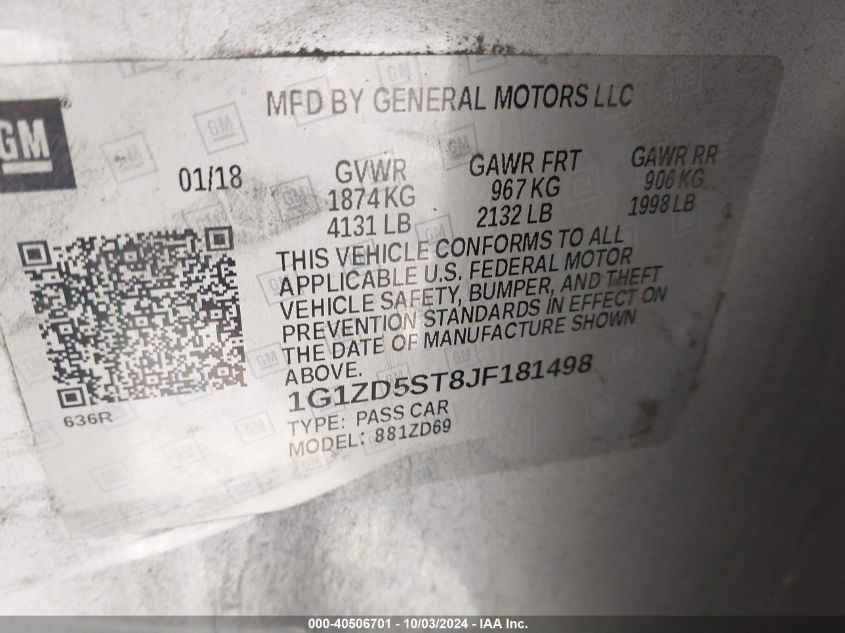 GM
MFD BY GENERAL MOTORS LLC
01/18
GVWR
1874 KG
4131 LB
GAWR FRT
967 KG
2132 LB
GAWR RR
906 KG
1998 LB
THIS VEHICLE CONFORMS TO ALL
APPLICABLE U.S. FEDERAL MOTOR
VEHICLE SAFETY, BUMPER, AND THEFT
PREVENTION STANDARDS IN EFFECT ON
THE DATE OF MANUFACTURE SHOWN
ABOVE.
1G1ZD5ST8JF181498
TYPE: PASS CAR
MODEL: 881ZD69
636R
000-40506701 - 10/03/2024 - IAA Inc.